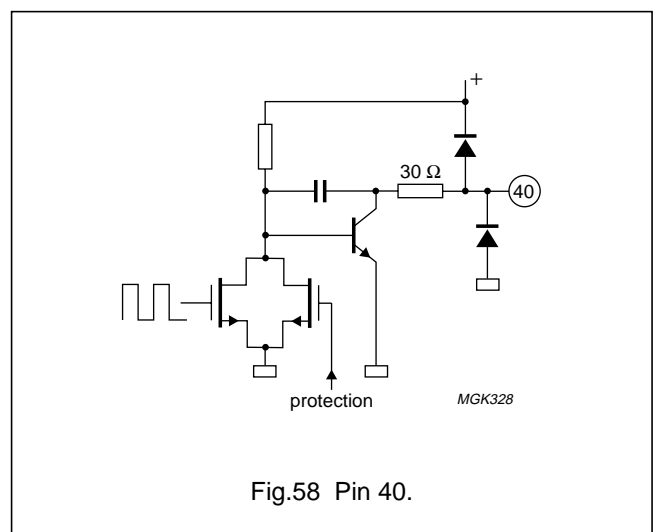 +
30 Ω
40
protection
MGK328
Fig.58 Pin 40.